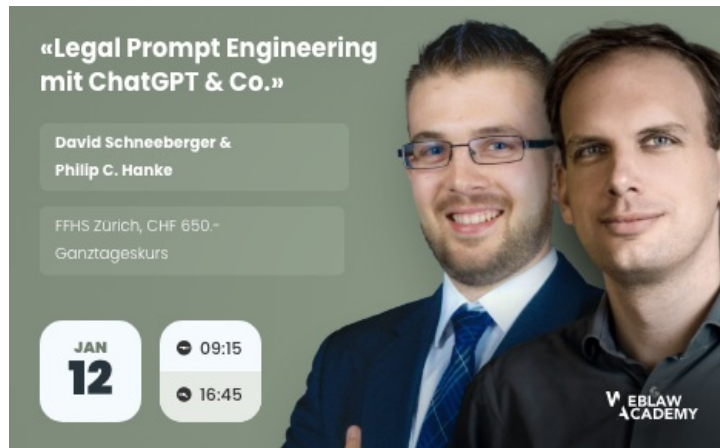 «Legal Prompt Engineering
mit ChatGPT & Co.»
David Schneeberger &
Philip C. Hanke
FFHS Zürich, CHF 650.-
Ganztageskurs
JAN
12
09:15
16:45
WEBLAW
ACADEMY